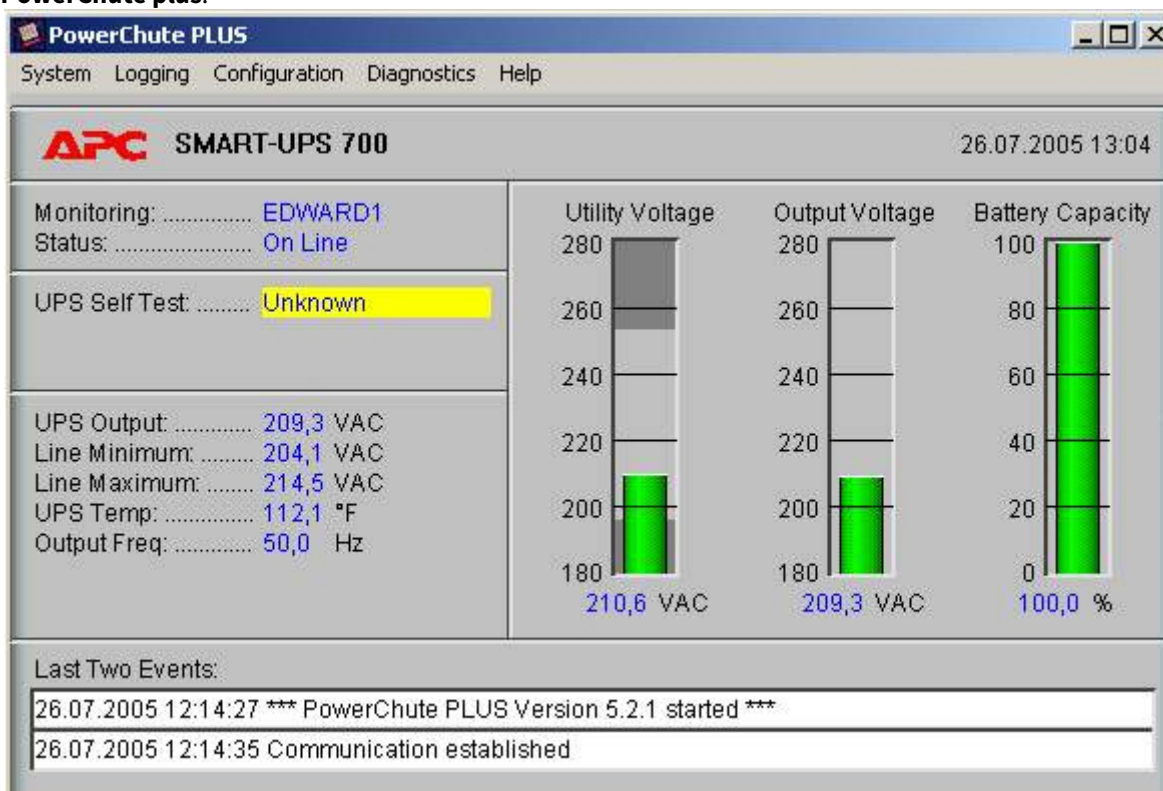 PowerChute plus.
PowerChute PLUS
System Logging Configuration Diagnostics Help
APC SMART-UPS 700
26.07.2005 13:04
Monitoring: .............. EDWARD1
Status: ...................... On Line
UPS Self Test: ......... Unknown
UPS Output: ............. 209,3 VAC
Line Minimum: ......... 204,1 VAC
Line Maximum: ........ 214,5 VAC
UPS Temp: ............... 112,1 °F
Output Freq: ............. 50,0 Hz
Utility Voltage
280
260
240
220
200
180
210,6 VAC
Output Voltage
280
260
240
220
200
180
209,3 VAC
Battery Capacity
100
80
60
40
20
0
100,0 %
Last Two Events:
26.07.2005 12:14:27 *** PowerChute PLUS Version 5.2.1 started ***
26.07.2005 12:14:35 Communication established